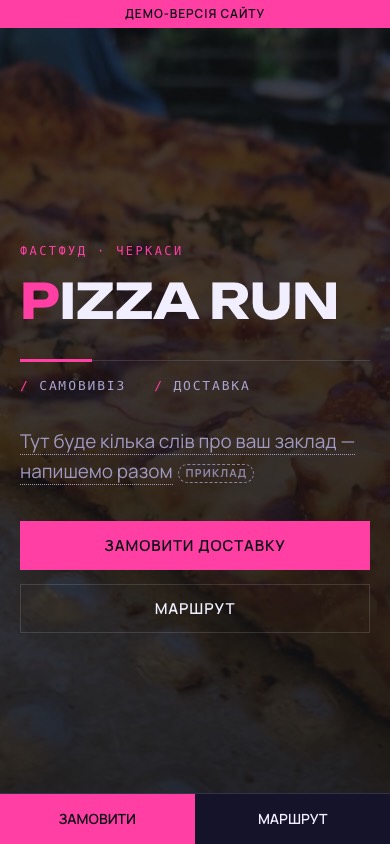 ДЕМО-ВЕРСІЯ САЙТУ
ФАСТФУД · ЧЕРКАСИ
PIZZA RUN
/ САМОВИВІЗ / ДОСТАВКА
Тут буде кілька слів про ваш заклад —
напишемо разом ПРИКЛАД
ЗАМОВИТИ ДОСТАВКУ
МАРШРУТ
ЗАМОВИТИ МАРШРУТ